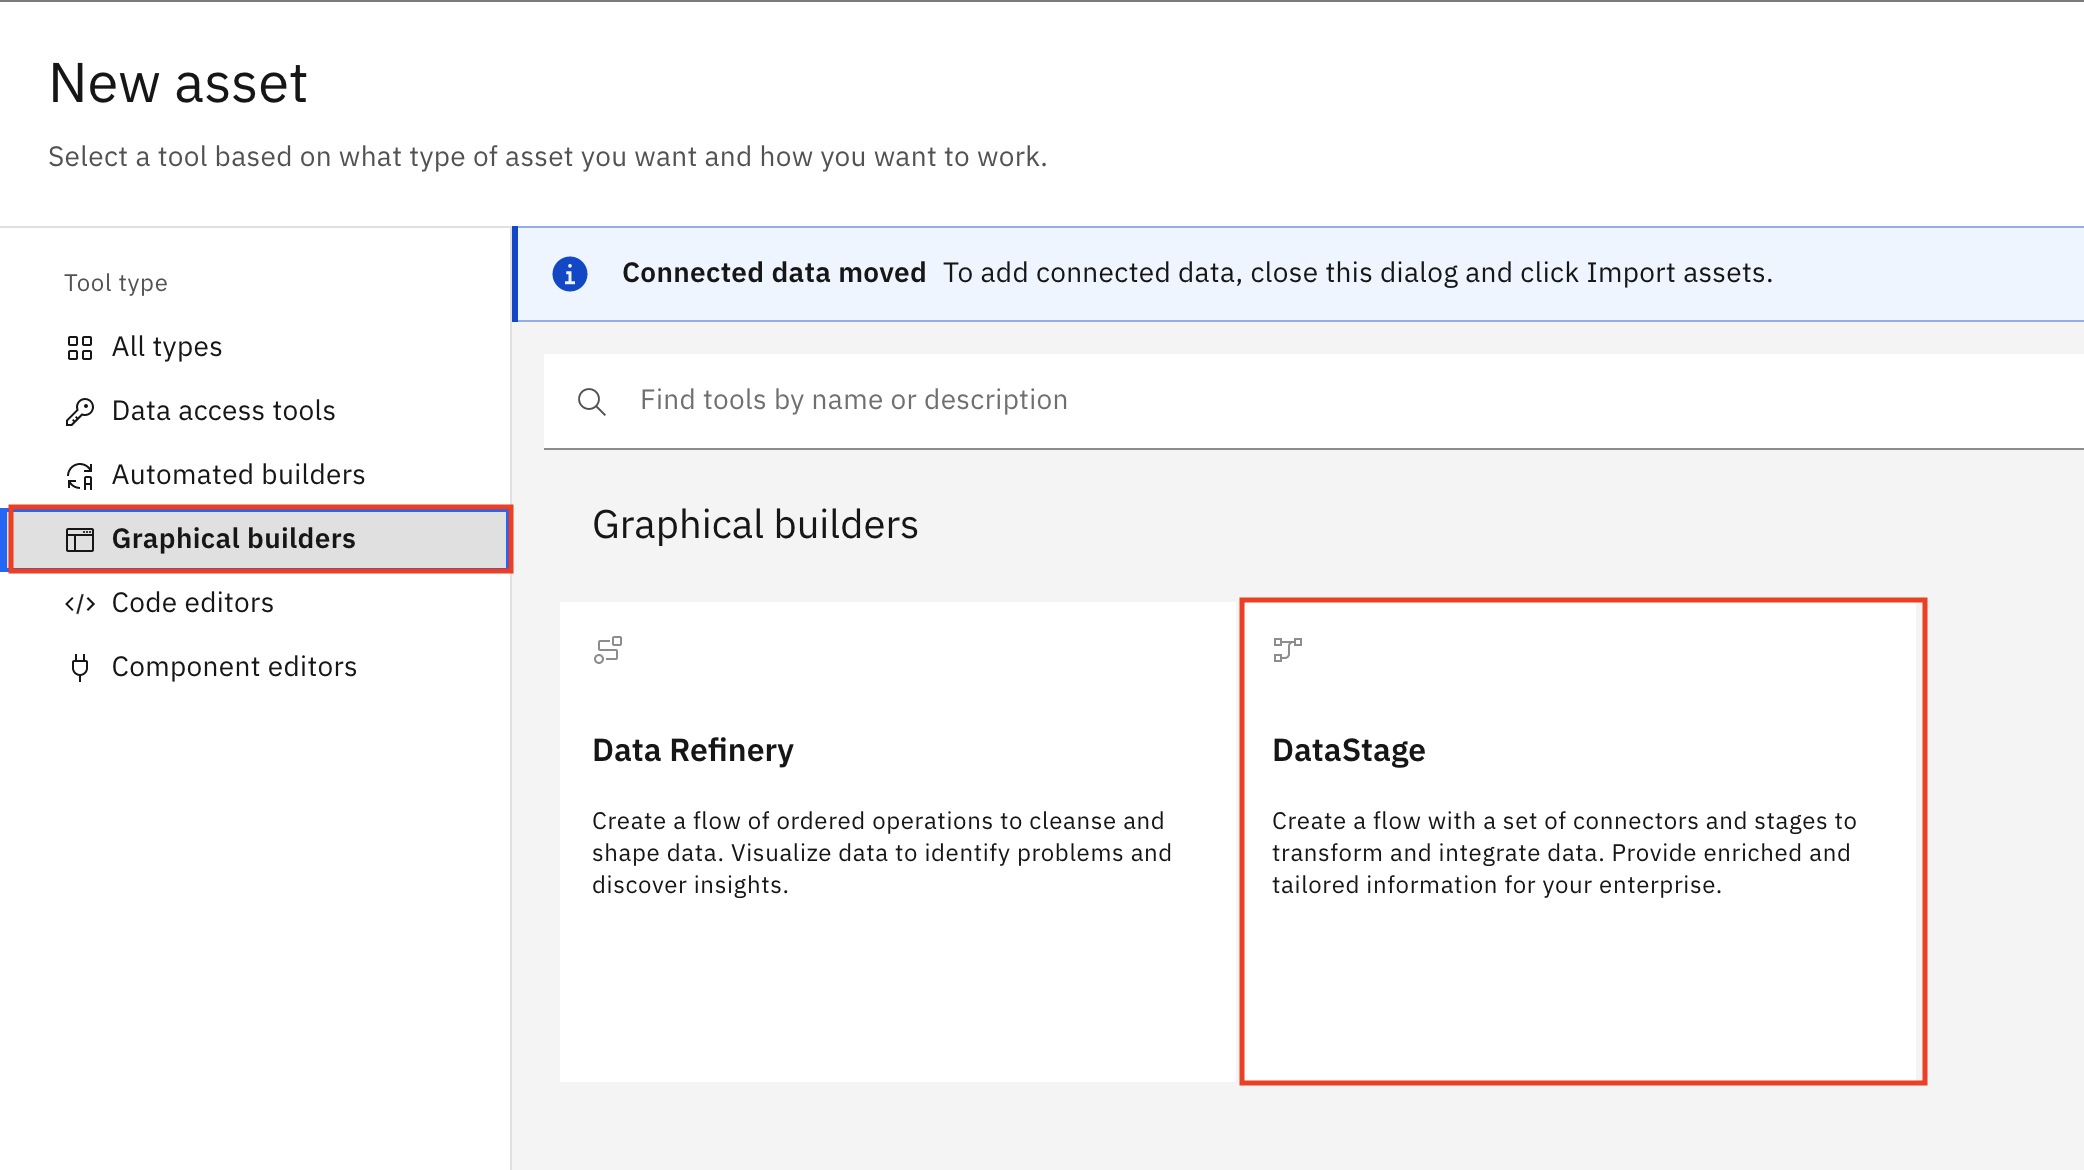 New asset
Select a tool based on what type of asset you want and how you want to work.
Tool type
All types
Data access tools
Automated builders
Graphical builders
Code editors
Component editors
Connected data moved To add connected data, close this dialog and click Import assets.
Find tools by name or description
Graphical builders
Data Refinery
Create a flow of ordered operations to cleanse and
shape data. Visualize data to identify problems and
discover insights.
DataStage
Create a flow with a set of connectors and stages to
transform and integrate data. Provide enriched and
tailored information for your enterprise.